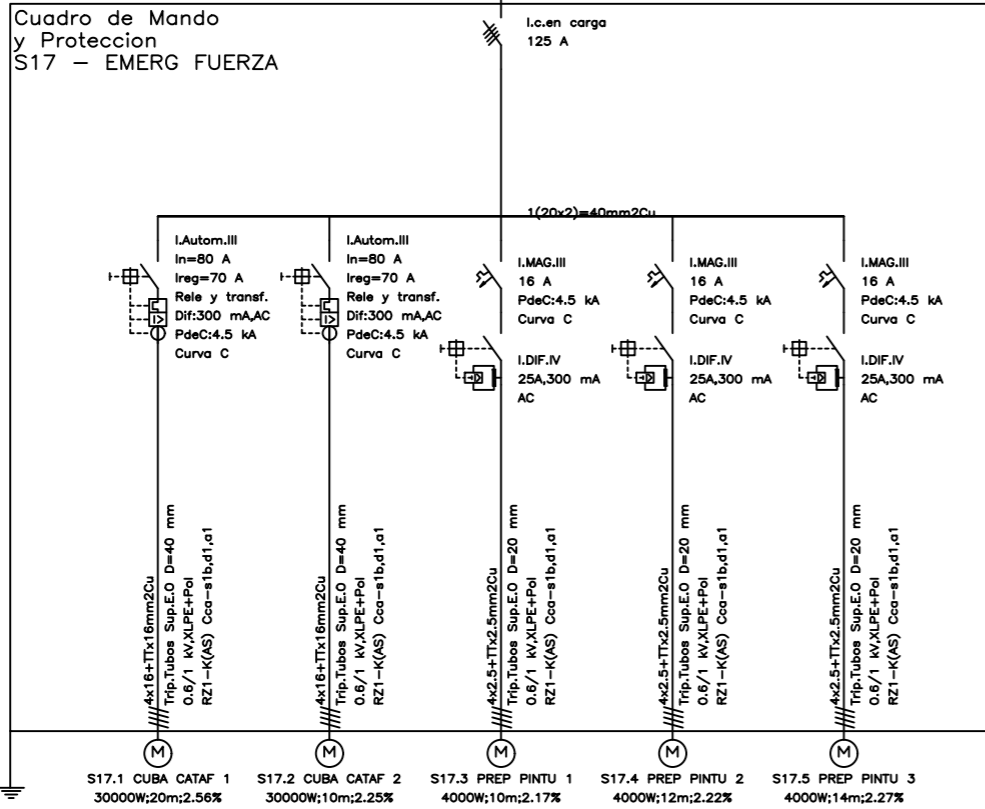 Cuadro de Mando
y Proteccion
S17 - EMERG FUERZA
I.c.en carga
125 A
1(20x2)=40mm2Cu
I.Autom.III
In=80 A
Ireg=70 A
Rele y transf.
Dif:300 mA,AC
PdeC:4.5 kA
Curva C
I.Autom.III
In=80 A
Ireg=70 A
Rele y transf.
Dif:300 mA,AC
PdeC:4.5 kA
Curva C
I.MAG.III
16 A
PdeC:4.5 kA
Curva C
I.DIF.IV
25A,300 mA
AC
I.MAG.III
16 A
PdeC:4.5 kA
Curva C
I.DIF.IV
25A,300 mA
AC
I.MAG.III
16 A
PdeC:4.5 kA
Curva C
I.DIF.IV
25A,300 mA
AC
4x16+TTx16mm2Cu
Trip.Tubos Sup.E.O D=40 mm
0.6/1 kV,XLPE+Pol
RZ1-K(AS) Cca-s1b,d1,a1
4x16+TTx16mm2Cu
Trip.Tubos Sup.E.O D=40 mm
0.6/1 kV,XLPE+Pol
RZ1-K(AS) Cca-s1b,d1,a1
4x2.5+TTx2.5mm2Cu
Trip.Tubos Sup.E.O D=20 mm
0.6/1 kV,XLPE+Pol
RZ1-K(AS) Cca-s1b,d1,a1
4x2.5+TTx2.5mm2Cu
Trip.Tubos Sup.E.O D=20 mm
0.6/1 kV,XLPE+Pol
RZ1-K(AS) Cca-s1b,d1,a1
4x2.5+TTx2.5mm2Cu
Trip.Tubos Sup.E.O D=20 mm
0.6/1 kV,XLPE+Pol
RZ1-K(AS) Cca-s1b,d1,a1
M
M
M
M
M
S17.1 CUBA CATAF 1
30000W;20m;2.56%
S17.2 CUBA CATAF 2
30000W;10m;2.25%
S17.3 PREP PINTU 1
4000W;10m;2.17%
S17.4 PREP PINTU 2
4000W;12m;2.22%
S17.5 PREP PINTU 3
4000W;14m;2.27%